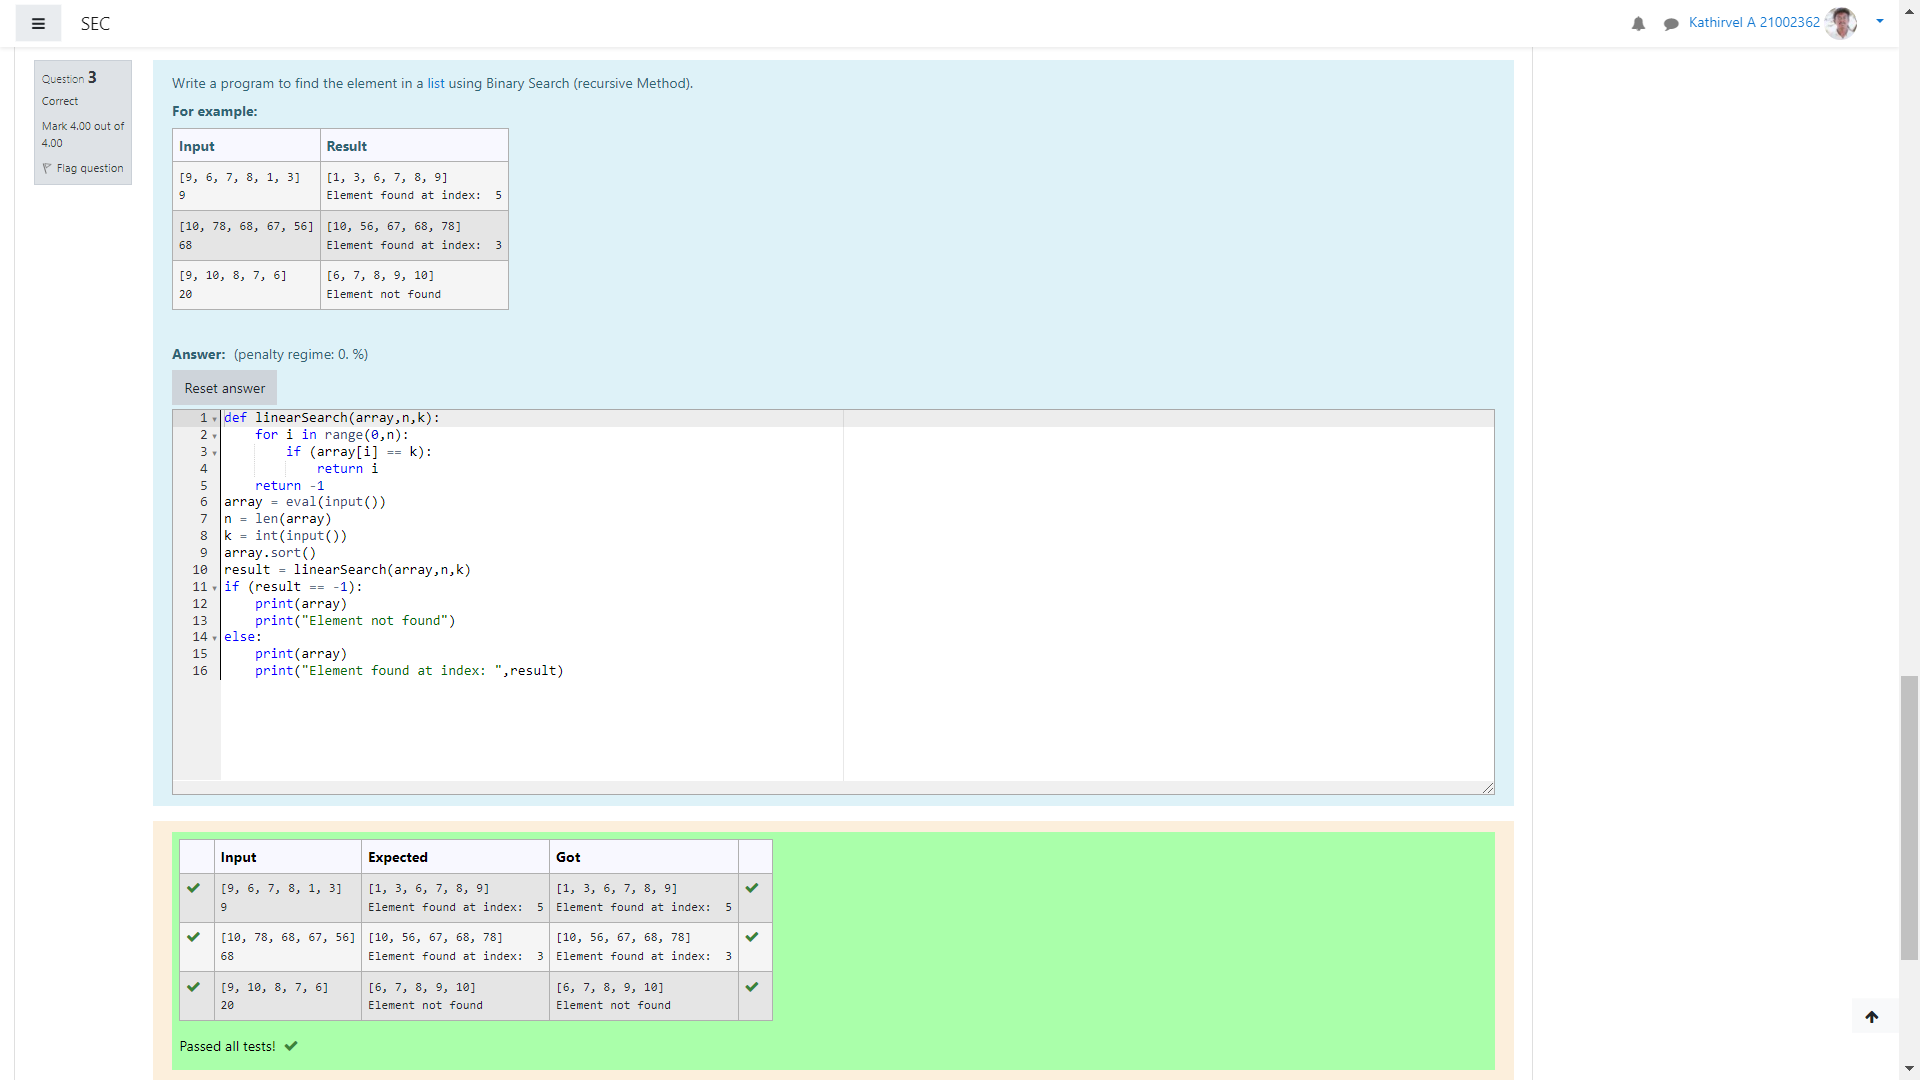 SEC
Kathirvel A 21002362
Question 3
Correct
Mark 4.00 out of
4.00
Flag question
Write a program to find the element in a list using Binary Search (recursive Method).
For example:
Input Result
[9, 6, 7, 8, 1, 3] [1, 3, 6, 7, 8, 9]
9 Element found at index:  5
[10, 78, 68, 67, 56] [10, 56, 67, 68, 78]
68 Element found at index:  3
[9, 10, 8, 7, 6] [6, 7, 8, 9, 10]
20 Element not found
Answer: (penalty regime: 0. %)
Reset answer
1 def linearSearch(array,n,k):
2     for i in range(0,n):
3         if (array[i] == k):
4             return i
5     return -1
6 array = eval(input())
7 n = len(array)
8 k = int(input())
9 array.sort()
10 result = linearSearch(array,n,k)
11 if (result == -1):
12     print(array)
13     print("Element not found")
14 else:
15     print(array)
16     print("Element found at index: ",result)
Input Expected Got
[9, 6, 7, 8, 1, 3] [1, 3, 6, 7, 8, 9] [1, 3, 6, 7, 8, 9]
9 Element found at index:  5 Element found at index:  5
[10, 78, 68, 67, 56] [10, 56, 67, 68, 78] [10, 56, 67, 68, 78]
68 Element found at index:  3 Element found at index:  3
[9, 10, 8, 7, 6] [6, 7, 8, 9, 10] [6, 7, 8, 9, 10]
20 Element not found Element not found
Passed all tests!